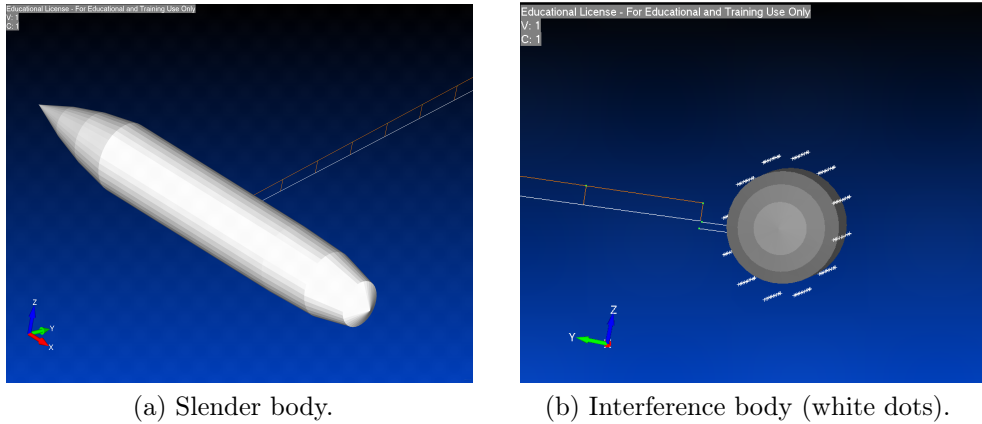 Educational License - For Educational and Training Use Only
V: 1
C: 1
Z
Y
X
(a) Slender body.
Educational License - For Educational and Training Use Only
V: 1
C: 1
Z
Y
(b) Interference body (white dots).